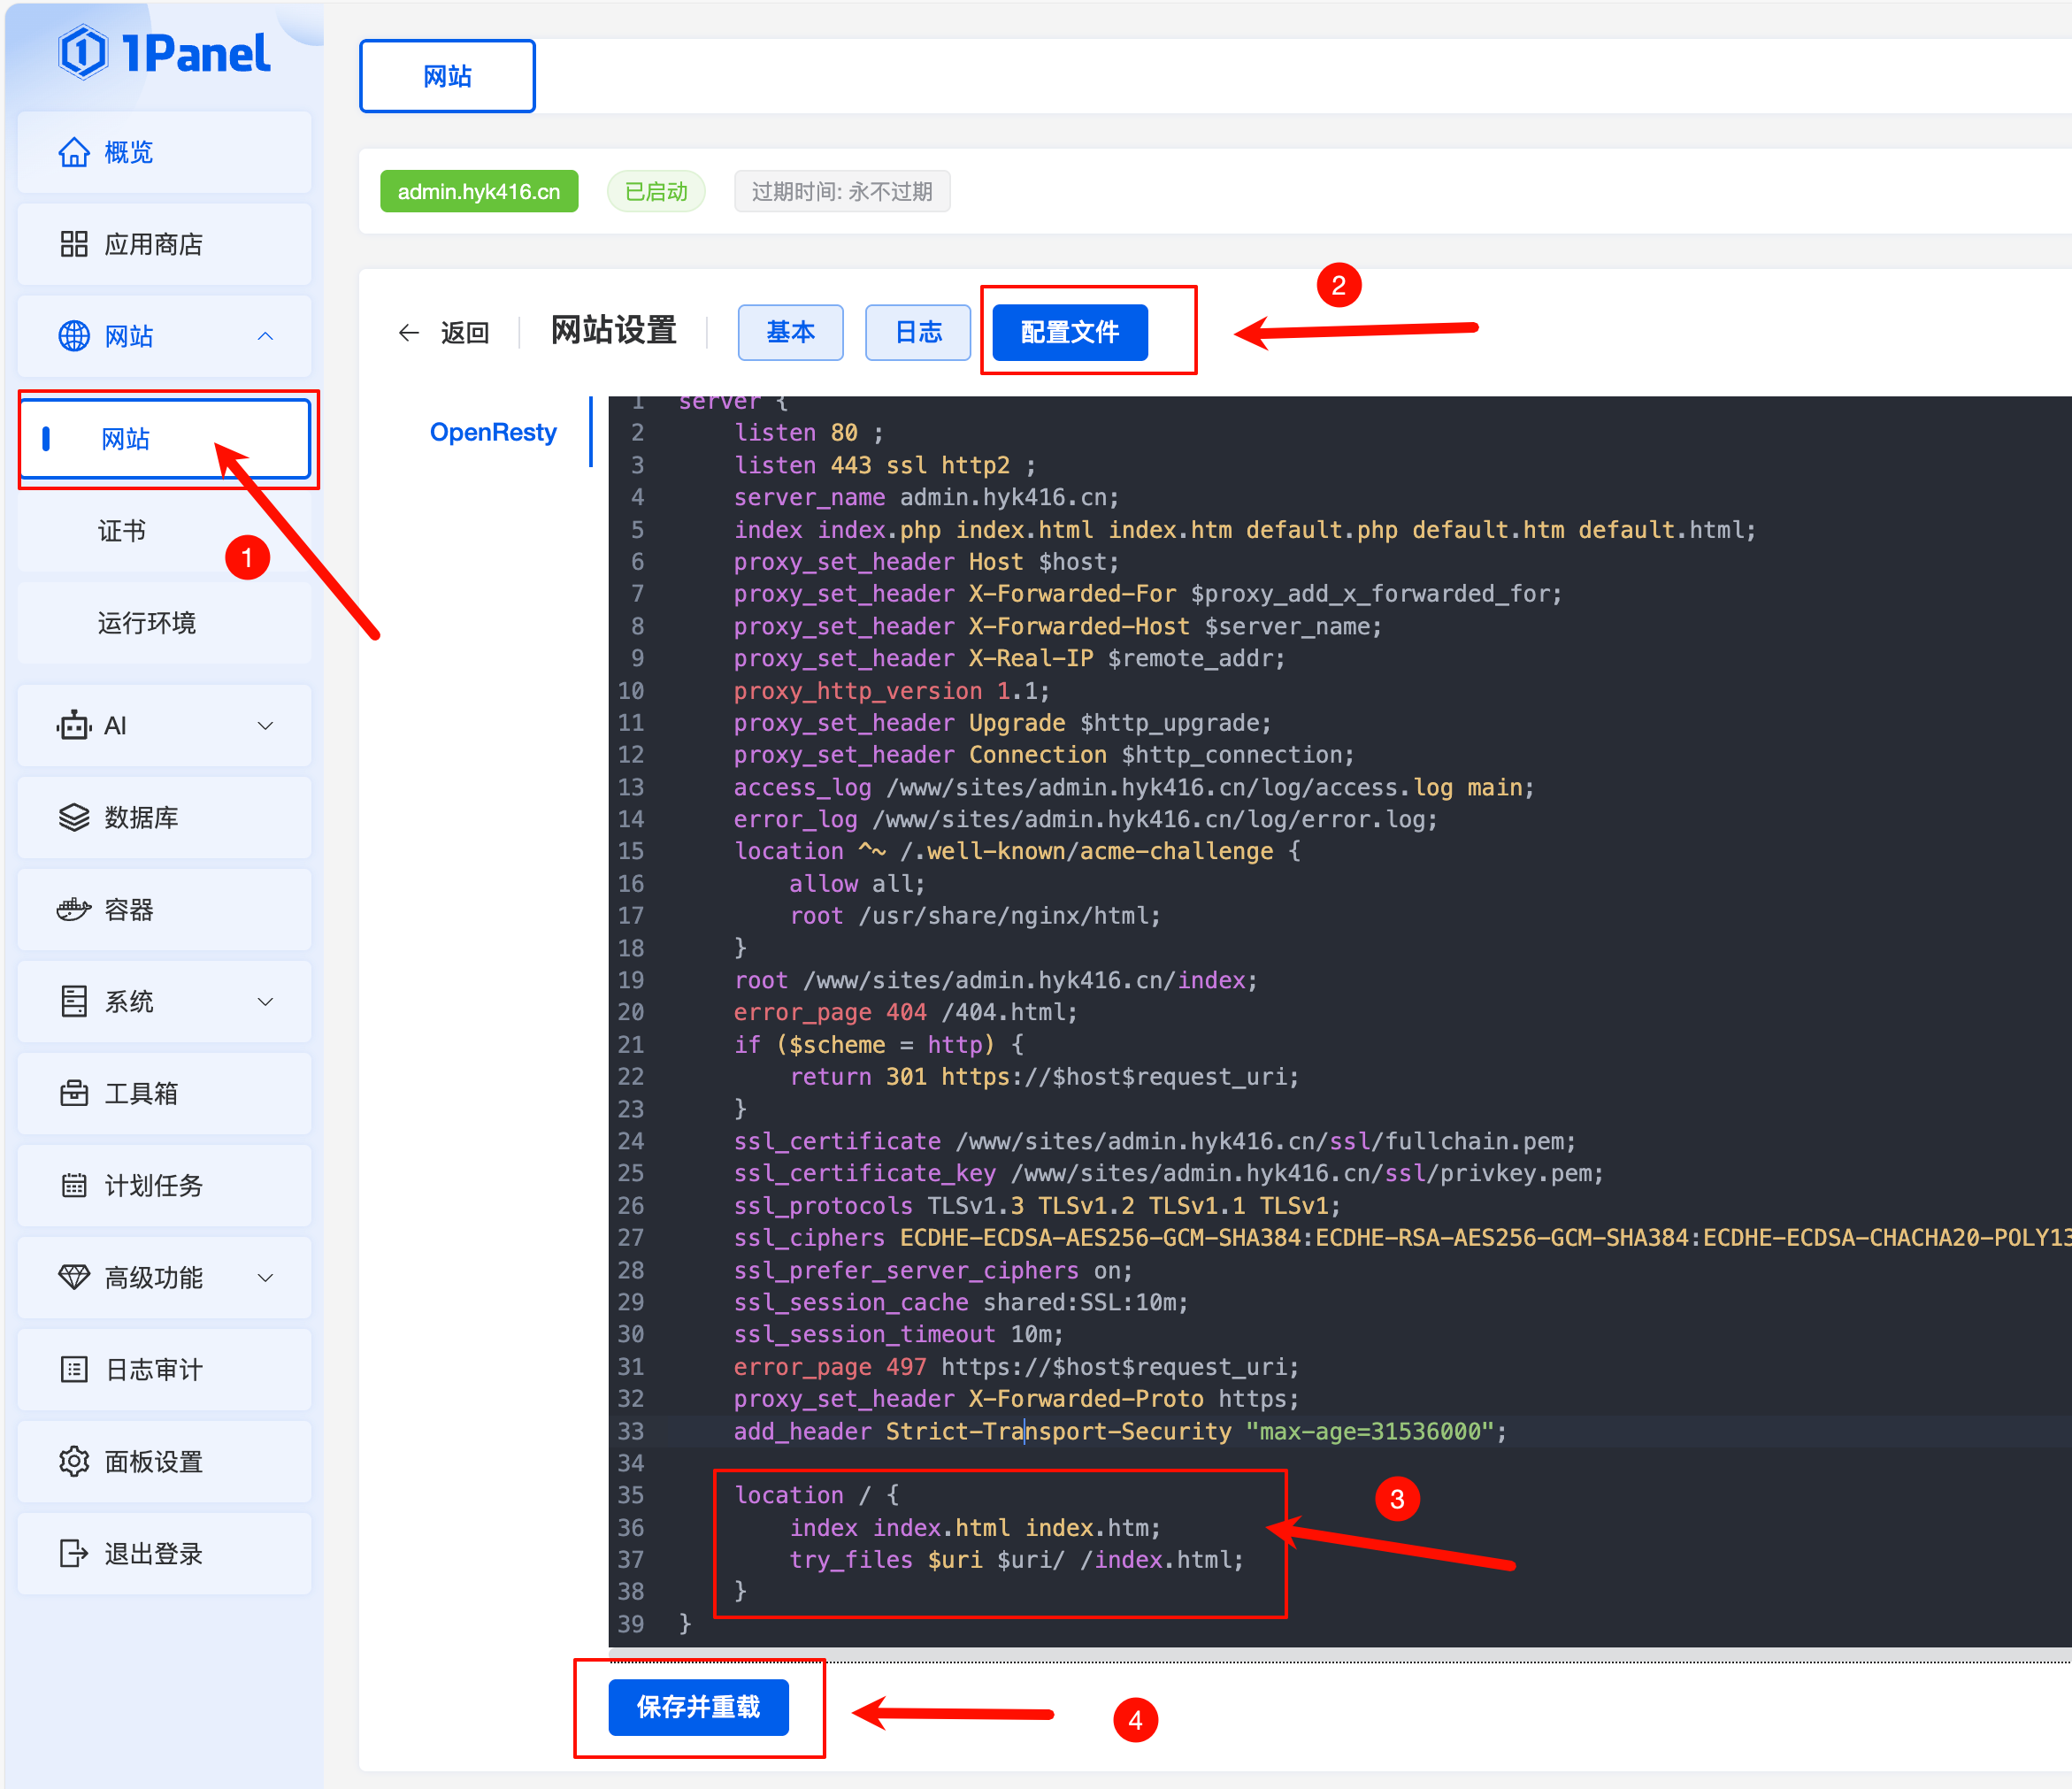 1Panel
概览
应用商店
网站
网站
证书
运行环境
AI
数据库
容器
系统
工具箱
计划任务
高级功能
日志审计
面板设置
退出登录
1
网站
admin.hyk416.cn 已启动 过期时间: 永不过期
返回 网站设置 基本 日志 配置文件
2
OpenResty
1 server {
2 listen 80 ;
3 listen 443 ssl http2 ;
4 server_name admin.hyk416.cn;
5 index index.php index.html index.htm default.php default.htm default.html;
6 proxy_set_header Host $host;
7 proxy_set_header X-Forwarded-For $proxy_add_x_forwarded_for;
8 proxy_set_header X-Forwarded-Host $server_name;
9 proxy_set_header X-Real-IP $remote_addr;
10 proxy_http_version 1.1;
11 proxy_set_header Upgrade $http_upgrade;
12 proxy_set_header Connection $http_connection;
13 access_log /www/sites/admin.hyk416.cn/log/access.log main;
14 error_log /www/sites/admin.hyk416.cn/log/error.log;
15 location ^~ /.well-known/acme-challenge {
16 allow all;
17 root /usr/share/nginx/html;
18 }
19 root /www/sites/admin.hyk416.cn/index;
20 error_page 404 /404.html;
21 if ($scheme = http) {
22 return 301 https://$host$request_uri;
23 }
24 ssl_certificate /www/sites/admin.hyk416.cn/ssl/fullchain.pem;
25 ssl_certificate_key /www/sites/admin.hyk416.cn/ssl/privkey.pem;
26 ssl_protocols TLSv1.3 TLSv1.2 TLSv1.1 TLSv1;
27 ssl_ciphers ECDHE-ECDSA-AES256-GCM-SHA384:ECDHE-RSA-AES256-GCM-SHA384:ECDHE-ECDSA-CHACHA20-POLY13
28 ssl_prefer_server_ciphers on;
29 ssl_session_cache shared:SSL:10m;
30 ssl_session_timeout 10m;
31 error_page 497 https://$host$request_uri;
32 proxy_set_header X-Forwarded-Proto https;
33 add_header Strict-Transport-Security "max-age=31536000";
34
35 location / {
36 index index.html index.htm;
37 try_files $uri $uri/ /index.html;
38 }
39 }
3
保存并重载
4